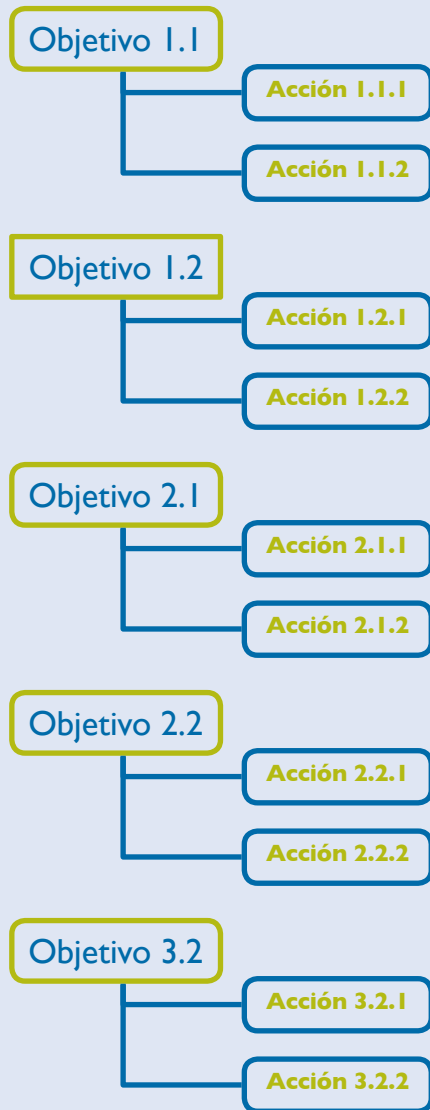 Objetivo 1.1
Acción 1.1.1
Acción 1.1.2
Objetivo 1.2
Acción 1.2.1
Acción 1.2.2
Objetivo 2.1
Acción 2.1.1
Acción 2.1.2
Objetivo 2.2
Acción 2.2.1
Acción 2.2.2
Objetivo 3.2
Acción 3.2.1
Acción 3.2.2